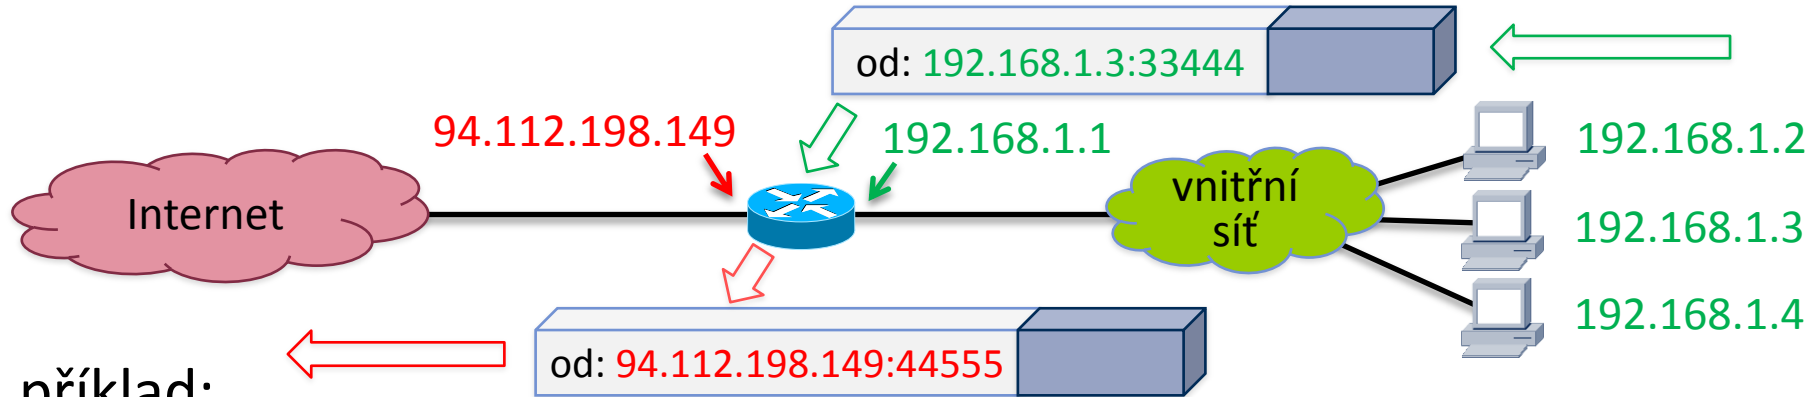 od: 192.168.1.3:33444
94.112.198.149
192.168.1.1
192.168.1.2
Internet
vnitřní
síť
192.168.1.3
192.168.1.4
od: 94.112.198.149:44555
příklad: